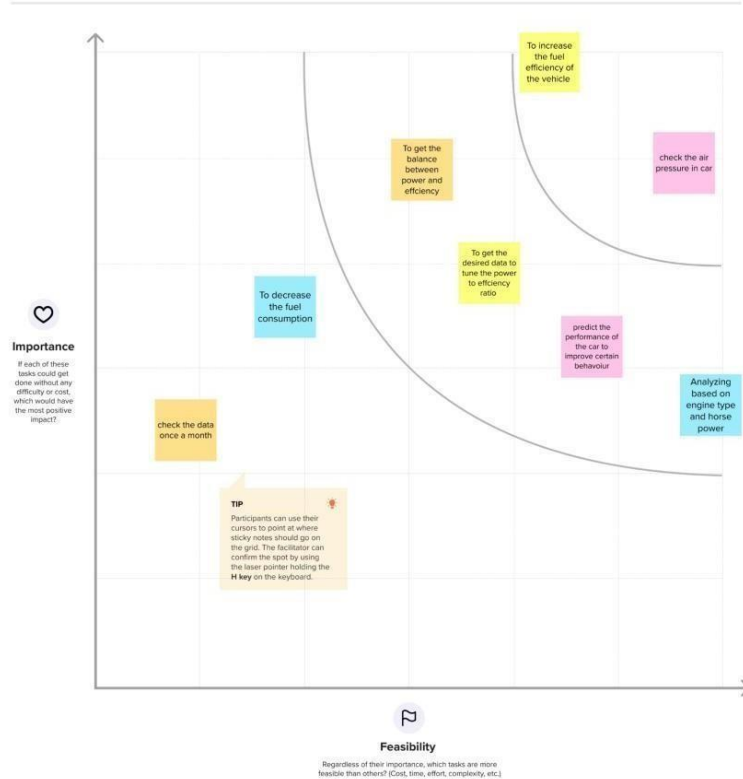 To increase
the fuel
efficiency of
the vehicle
To get the
balance
between
power and
effciency
check the air
pressure in car
To get the
desired data to
tune the power
to effciency
ratio
To decrease
the fuel
consumption
predict the
performance of
the car to
improve certain
behavoiur
Analyzing
based on
engine type
and horse
power
Importance
If each of these
tasks could get
done without any
difficulty or cost,
which would have
the most positive
impact?
check the data
once a month
TIP
Participants can use their
cursors to point at where
sticky notes should go on
the grid. The facilitator can
confirm the spot by using
the laser pointer holding the
H key on the keyboard.
Feasibility
Regardless of their importance, which tasks are more
feasible than others? (Cost, time, effort, complexity, etc.)